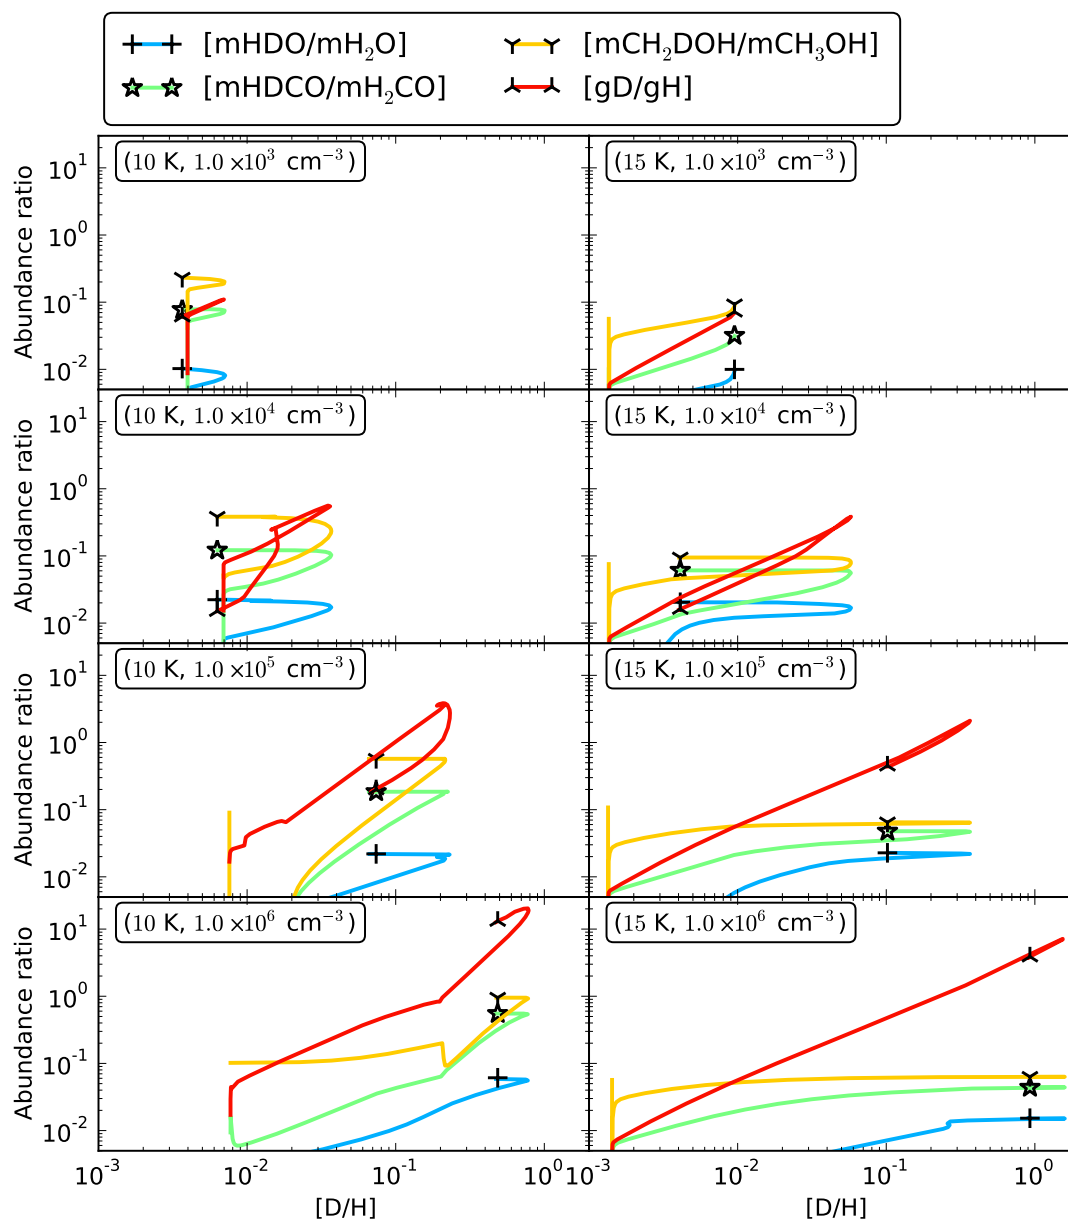 [mHDO/mH₂O] [mCH₂DOH/mCH₃OH]
[mHDCO/mH₂CO] [gD/gH]
(10 K, 1.0 ×10³ cm⁻³) (15 K, 1.0 ×10³ cm⁻³)
10¹
10⁰
10⁻¹
10⁻²
Abundance ratio
(10 K, 1.0 ×10⁴ cm⁻³) (15 K, 1.0 ×10⁴ cm⁻³)
10¹
10⁰
10⁻¹
10⁻²
Abundance ratio
(10 K, 1.0 ×10⁵ cm⁻³) (15 K, 1.0 ×10⁵ cm⁻³)
10¹
10⁰
10⁻¹
10⁻²
Abundance ratio
(10 K, 1.0 ×10⁶ cm⁻³) (15 K, 1.0 ×10⁶ cm⁻³)
10¹
10⁰
10⁻¹
10⁻²
Abundance ratio
10⁻³ 10⁻² 10⁻¹ 10⁰ 10⁻³ 10⁻² 10⁻¹ 10⁰
[D/H] [D/H]